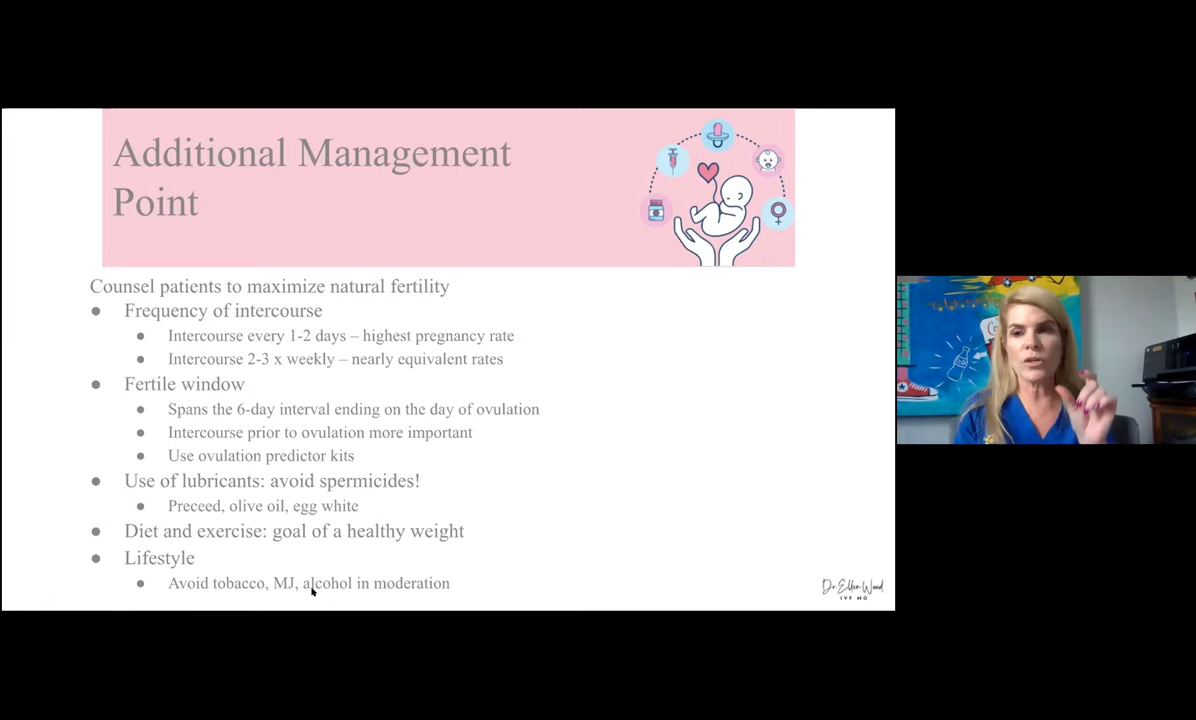 Additional Management
Point
Counsel patients to maximize natural fertility
● Frequency of intercourse
● Intercourse every 1-2 days – highest pregnancy rate
● Intercourse 2-3 x weekly – nearly equivalent rates
● Fertile window
● Spans the 6-day interval ending on the day of ovulation
● Intercourse prior to ovulation more important
● Use ovulation predictor kits
● Use of lubricants: avoid spermicides!
● Preceed, olive oil, egg white
● Diet and exercise: goal of a healthy weight
● Lifestyle
● Avoid tobacco, MJ, alcohol in moderation
Dr Ellen Wood
IVF MD